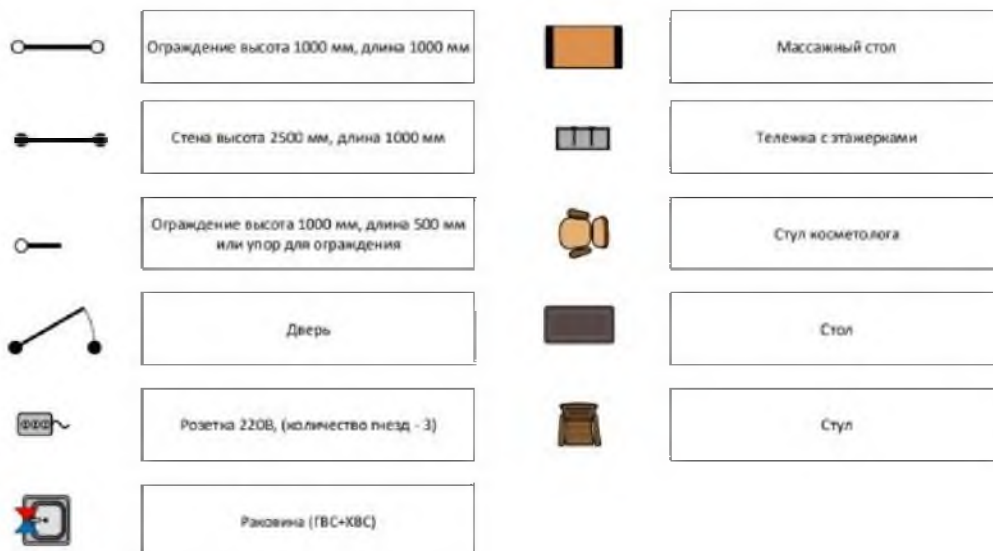 Ограждение высота 1000 мм, длина 1000 мм
Массажный стол
Стена высота 2500 мм, длина 1000 мм
Тележка с этажерками
Ограждение высота 1000 мм, длина 500 мм
или упор для ограждения
Стул косметолога
Дверь
Стол
Розетка 220В, (количество гнезд - 3)
Стул
Раковина (ГВС+ХВС)